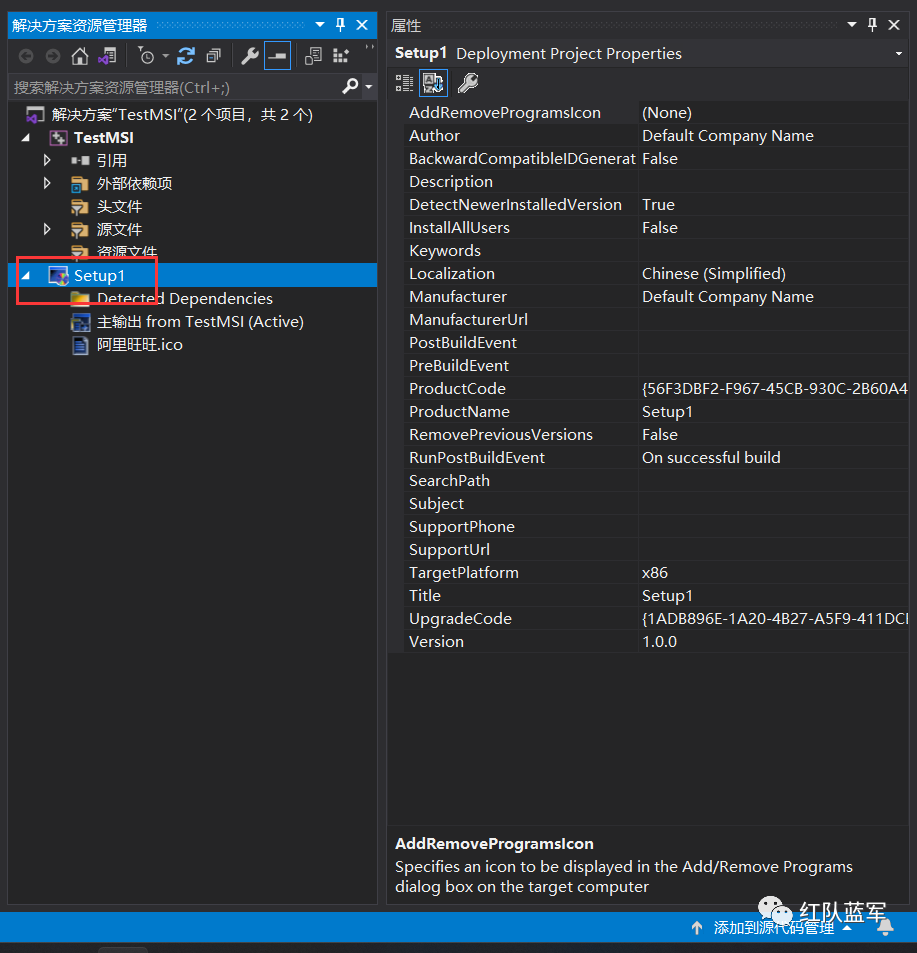 解决方案资源管理器
搜索解决方案资源管理器(Ctrl+;)
解决方案“TestMSI”(2 个项目，共 2 个)
TestMSI
引用
外部依赖项
头文件
源文件
资源文件
Setup1
Detected Dependencies
主输出 from TestMSI (Active)
阿里旺旺.ico
属性
Setup1 Deployment Project Properties
AddRemoveProgramsIcon (None)
Author Default Company Name
BackwardCompatibleIDGenerat False
Description
DetectNewerInstalledVersion True
InstallAllUsers False
Keywords
Localization Chinese (Simplified)
Manufacturer Default Company Name
ManufacturerUrl
PostBuildEvent
PreBuildEvent
ProductCode {56F3DBF2-F967-45CB-930C-2B60A4
ProductName Setup1
RemovePreviousVersions False
RunPostBuildEvent On successful build
SearchPath
Subject
SupportPhone
SupportUrl
TargetPlatform x86
Title Setup1
UpgradeCode {1ADB896E-1A20-4B27-A5F9-411DC
Version 1.0.0
AddRemoveProgramsIcon
Specifies an icon to be displayed in the Add/Remove Programs
dialog box on the target computer
红队蓝军
添加到源代码管理